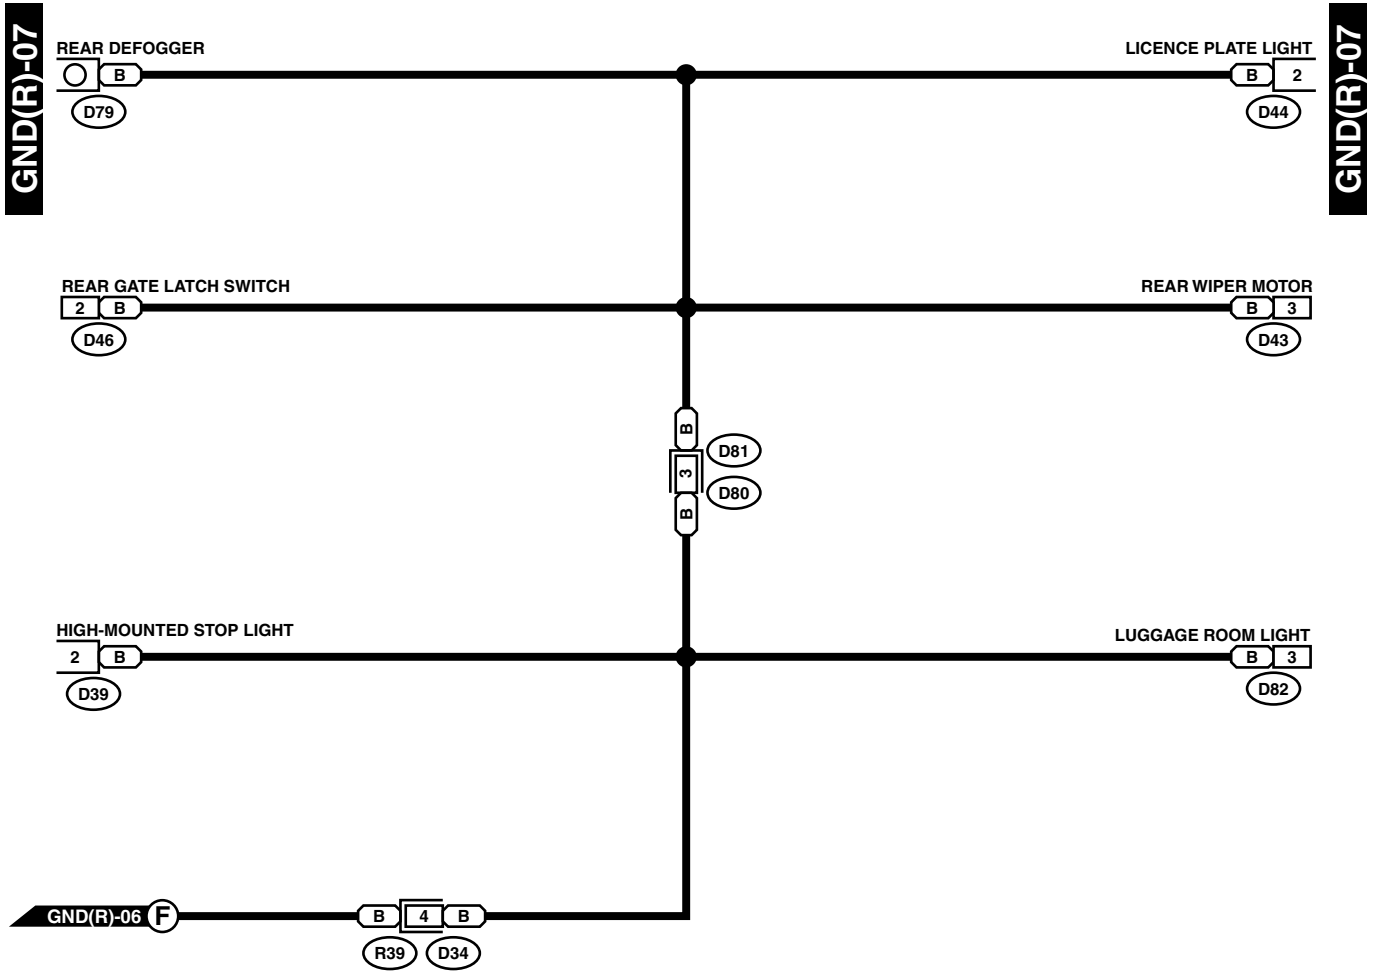 GND(R)-07
GND(R)-07
REAR DEFOGGER
B
D79
LICENCE PLATE LIGHT
B 2
D44
REAR GATE LATCH SWITCH
2 B
D46
REAR WIPER MOTOR
B 3
D43
B
D81
3
D80
B
HIGH-MOUNTED STOP LIGHT
2 B
D39
LUGGAGE ROOM LIGHT
B 3
D82
GND(R)-06 F
B 4 B
R39 D34